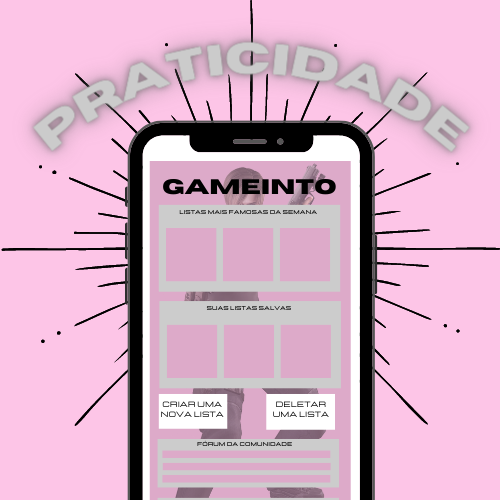 PRATICIDADE
GAMEINTO
LISTAS MAIS FAMOSAS DA SEMANA
SUAS LISTAS SALVAS
CRIAR UMA
NOVA LISTA
DELETAR
UMA LISTA
FÓRUM DA COMUNIDADE